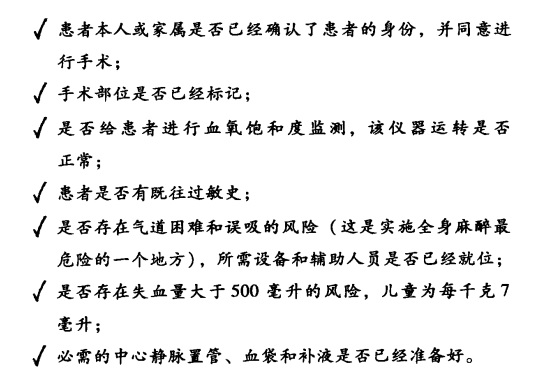 ✓ 患者本人或家属是否已经确认了患者的身份，并同意进
行手术；
✓ 手术部位是否已经标记；
✓ 是否给患者进行血氧饱和度监测，该仪器运转是否
正常；
✓ 患者是否有既往过敏史；
✓ 是否存在气道困难和误吸的风险（这是实施全身麻醉最
危险的一个地方），所需设备和辅助人员是否已经就位；
✓ 是否存在失血量大于 500 毫升的风险，儿童为每千克 7
毫升；
✓ 必需的中心静脉置管、血袋和补液是否已经准备好。